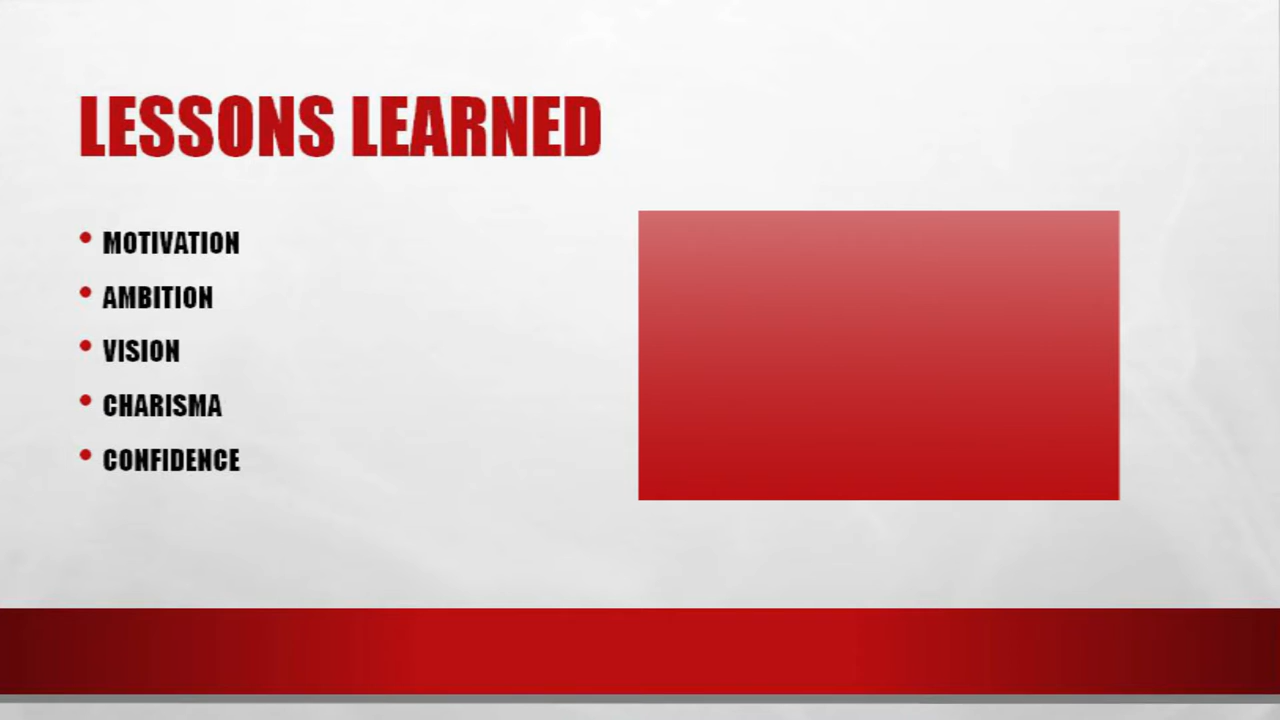 LESSONS LEARNED
• MOTIVATION
• AMBITION
• VISION
• CHARISMA
• CONFIDENCE